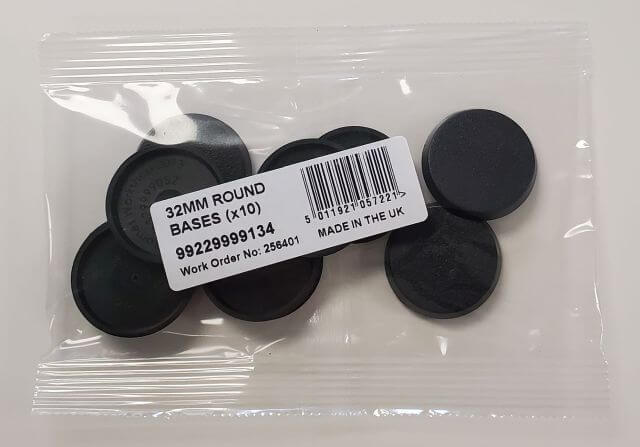 32MM ROUND
BASES (x10)
99229999134
Work Order No: 256401
5 011921 057221>
MADE IN THE UK